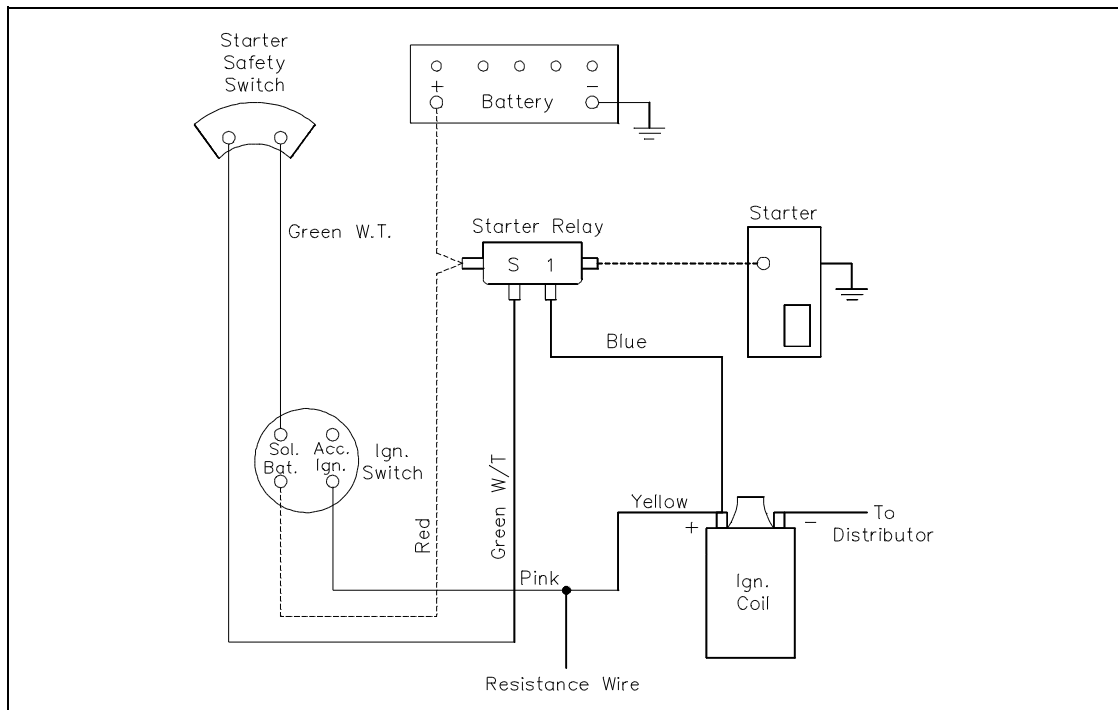 Starter
Safety
Switch
+ -
Battery
Green W.T.
Starter Relay
S 1
Starter
Blue
Sol. Acc.
Bat. Ign.
Ign.
Switch
Red
Green W/T
Yellow
+ -
To
Distributor
Pink
Ign.
Coil
Resistance Wire